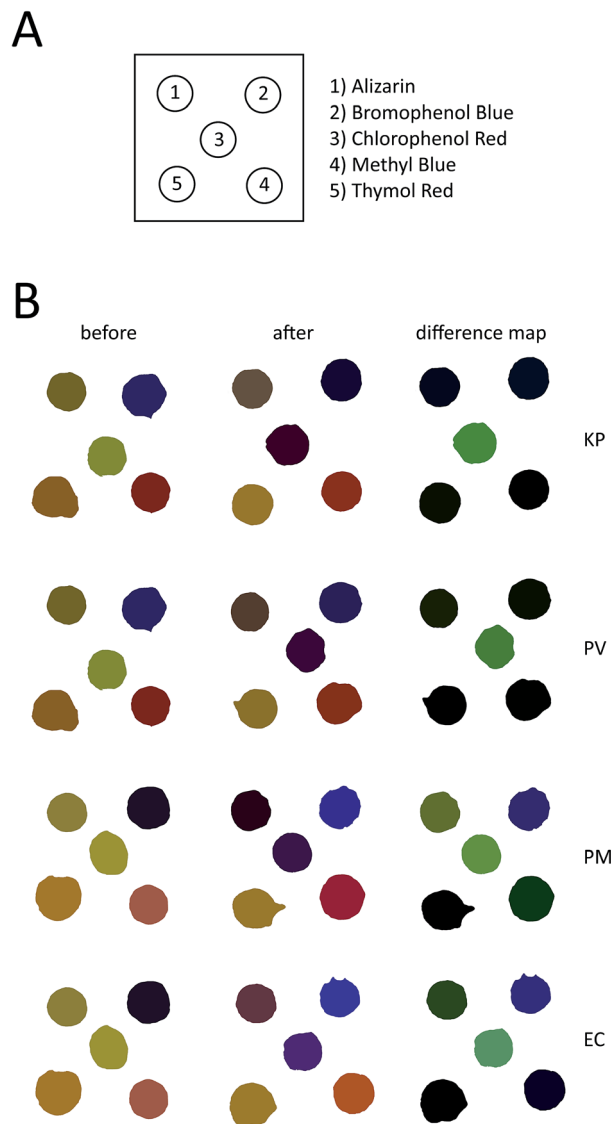 A
1
2
3
5
4
1) Alizarin
2) Bromophenol Blue
3) Chlorophenol Red
4) Methyl Blue
5) Thymol Red
B
before after difference map
KP
PV
PM
EC